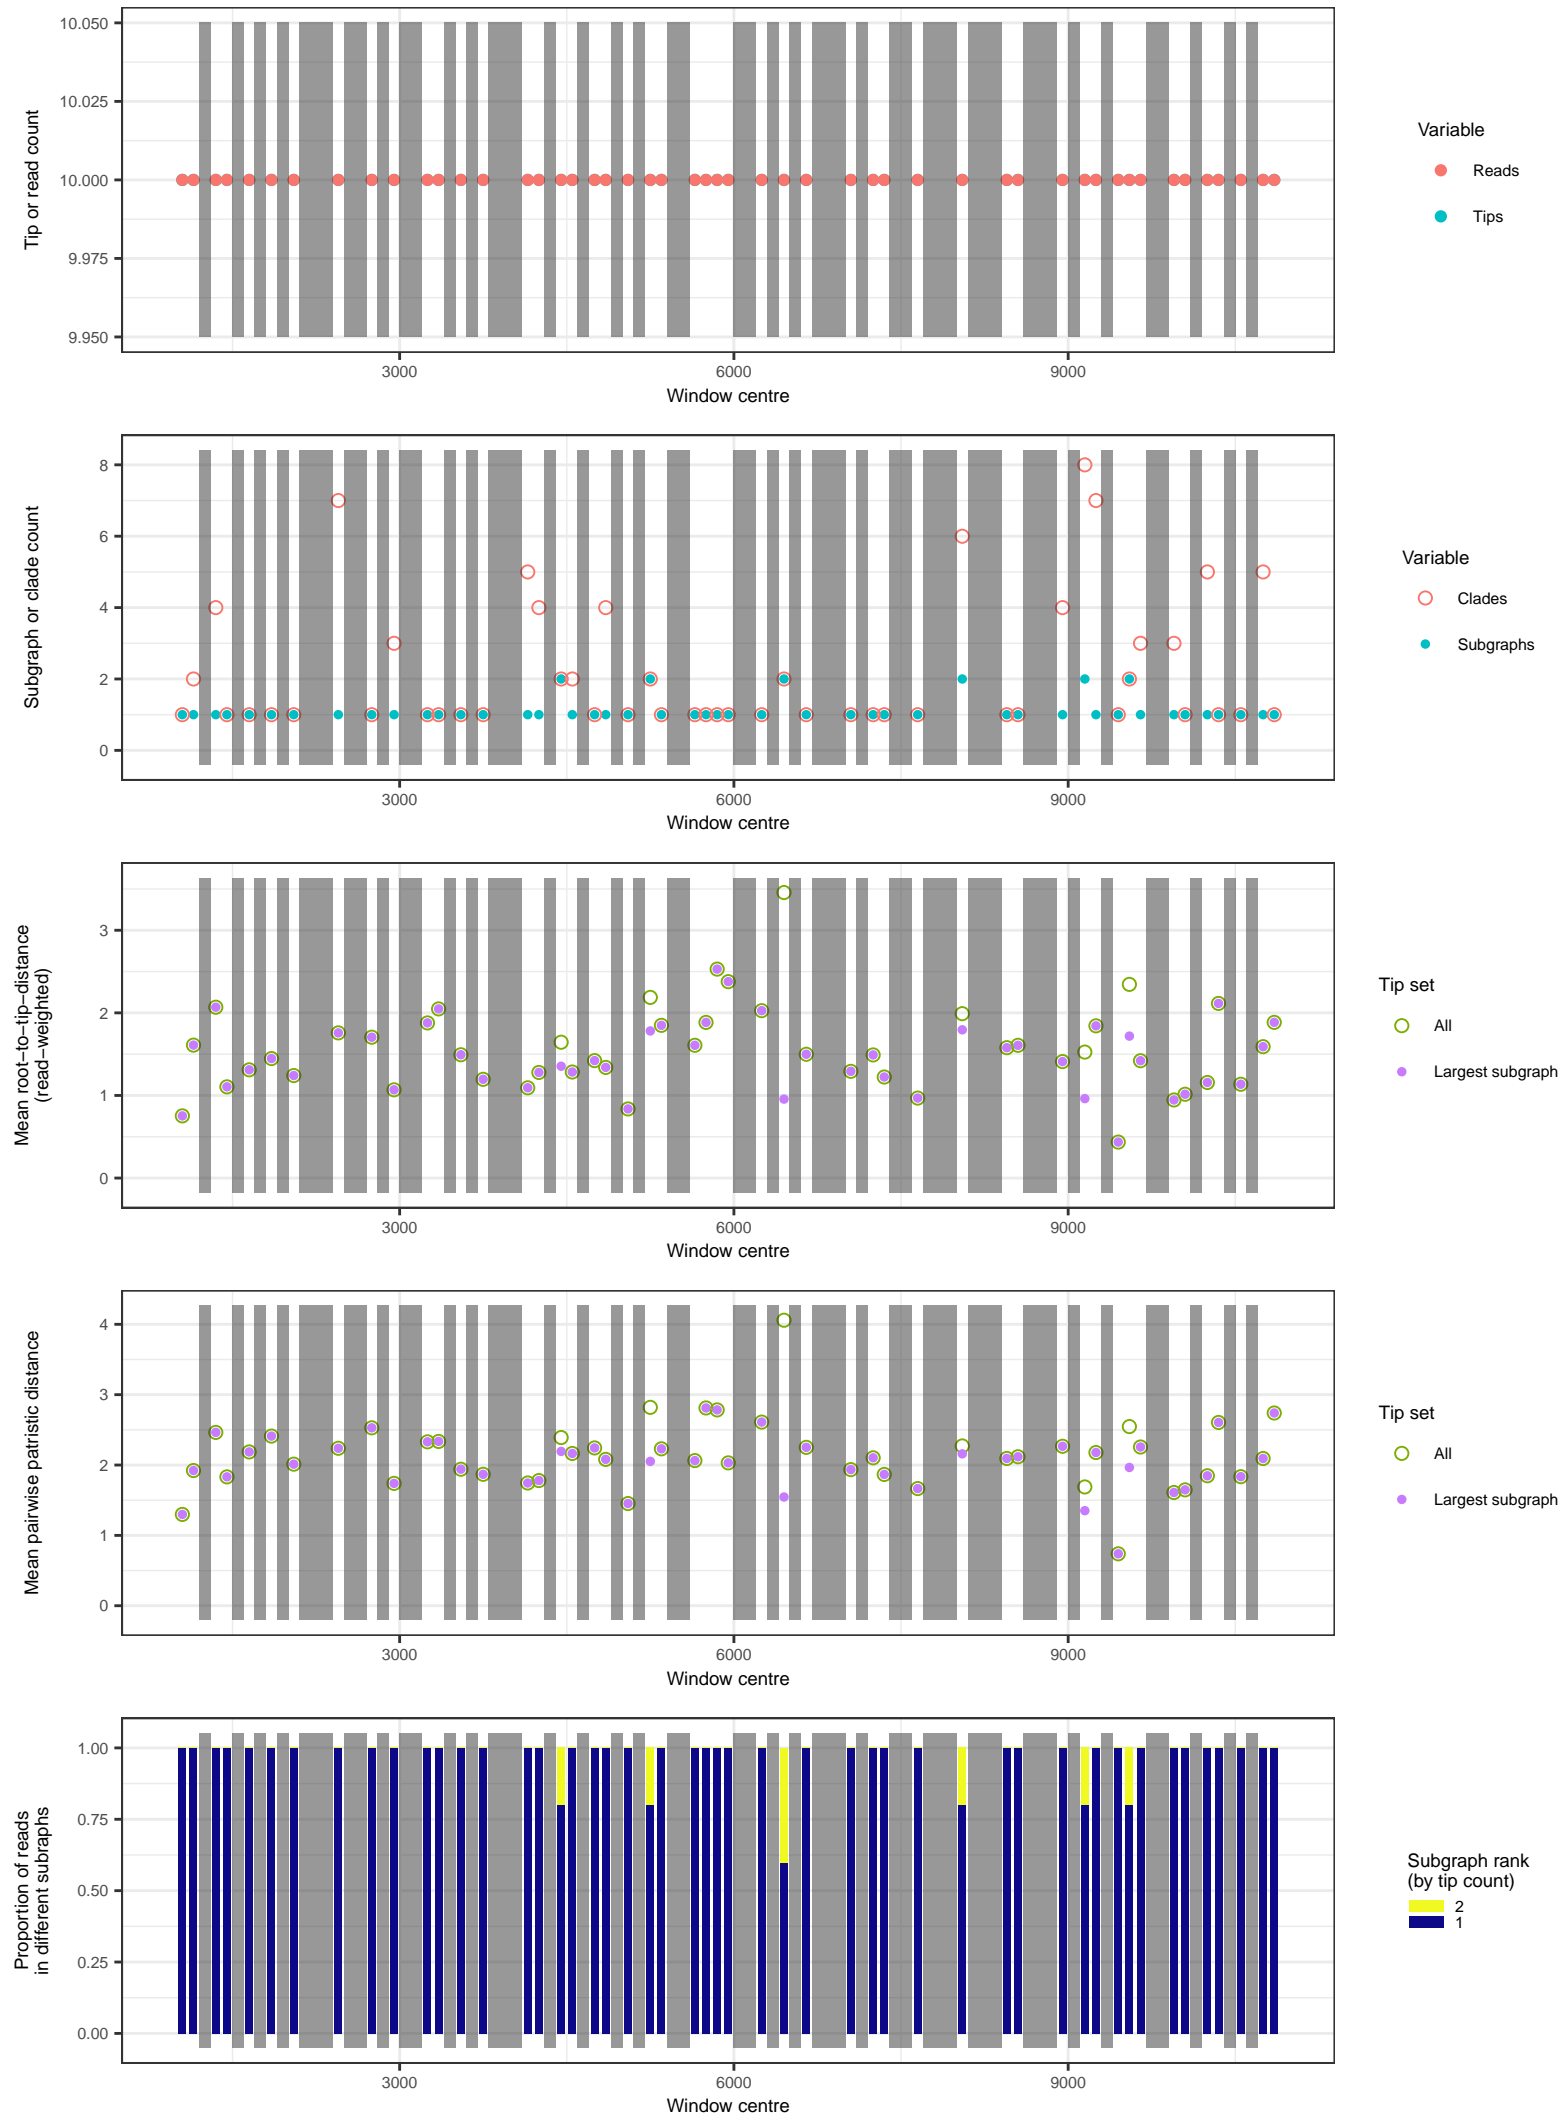 10.050
10.025
10.000
9.975
9.950
Tip or read count
3000
6000
9000
Window centre
Variable
Reads
Tips
8
6
4
2
0
Subgraph or clade count
3000
6000
9000
Window centre
Variable
Clades
Subgraphs
3
2
1
0
Mean root−to−tip−distance
(read−weighted)
3000
6000
9000
Window centre
Tip set
All
Largest subgraph
4
3
2
1
0
Mean pairwise patristic distance
3000
6000
9000
Window centre
Tip set
All
Largest subgraph
1.00
0.75
0.50
0.25
0.00
Proportion of reads
in different subraphs
3000
6000
9000
Window centre
Subgraph rank
(by tip count)
2
1